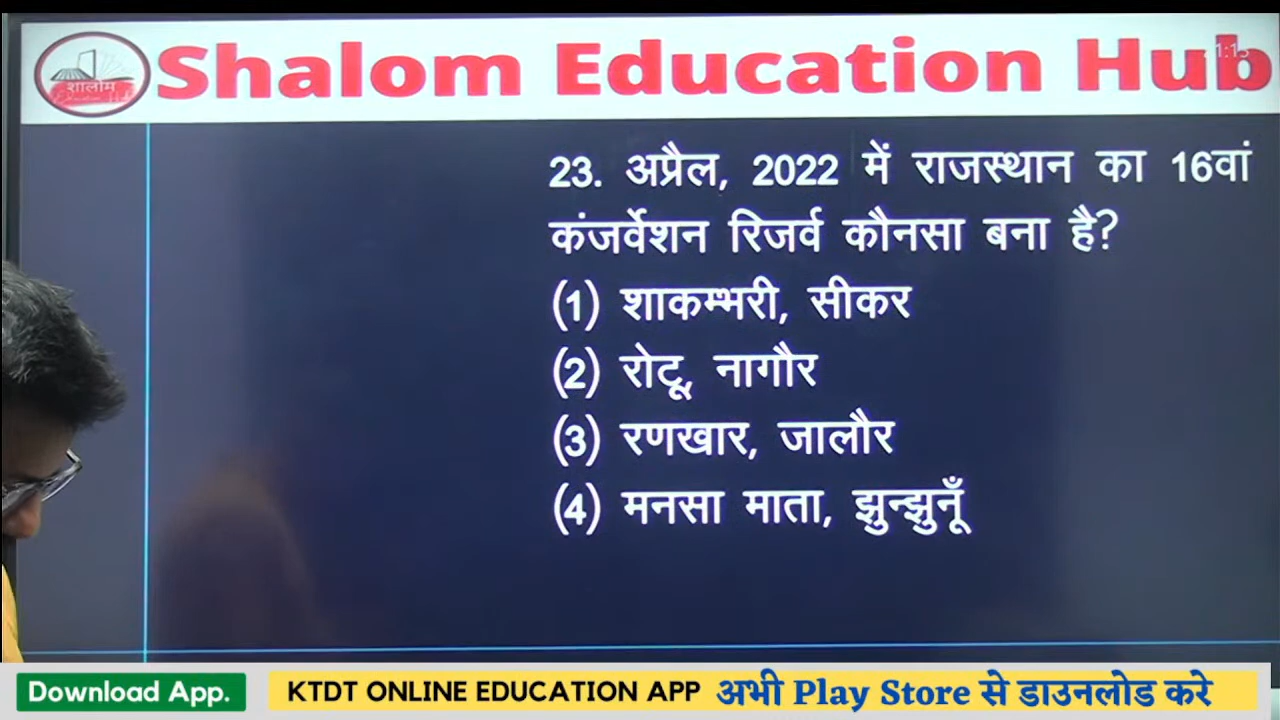 शालोम
Shalom Education Hub
23. अप्रैल, 2022 में राजस्थान का 16वां
कंजर्वेशन रिजर्व कौनसा बना है?
(1) शाकम्भरी, सीकर
(2) रोटू, नागौर
(3) रणखार, जालौर
(4) मनसा माता, झुन्झुनूँ
Download App.
KTDT ONLINE EDUCATION APP अभी Play Store से डाउनलोड करे